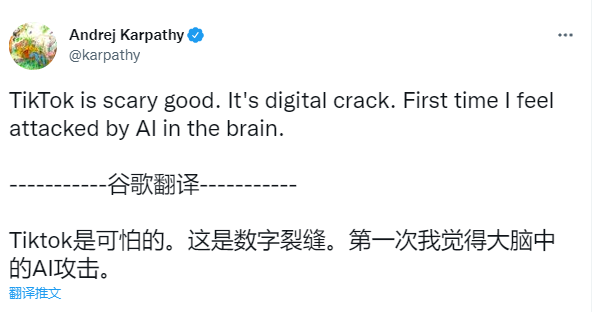 Andrej Karpathy
@karpathy
TikTok is scary good. It's digital crack. First time I feel
attacked by AI in the brain.
-----------谷歌翻译-----------
Tiktok是可怕的。这是数字裂缝。第一次我觉得大脑中
的AI攻击。
翻译推文